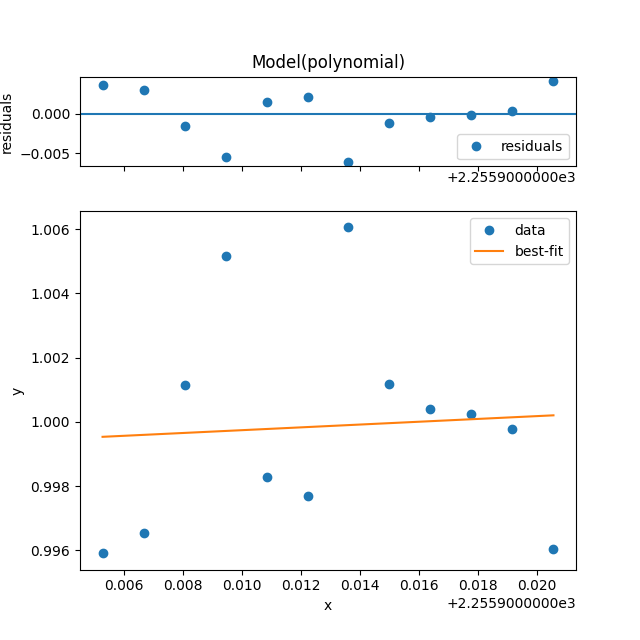 Model(polynomial)
residuals
0.000
−0.005
residuals
+2.2559000000e3
y
1.006
1.004
1.002
1.000
0.998
0.996
data
best-fit
0.006 0.008 0.010 0.012 0.014 0.016 0.018 0.020
x
+2.2559000000e3